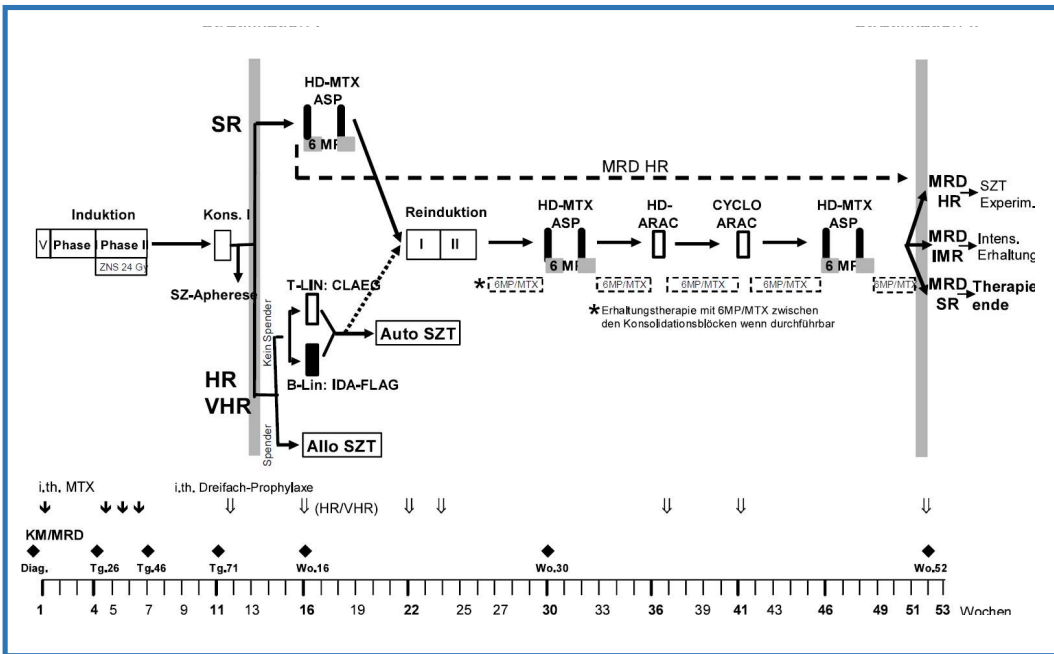 HD-MTX
ASP
6 MP
SR
MRD HR
Induktion
V Phase I Phase II
ZNS 24 Gy
Kons. I
SZ-Apherese
Reinduktion
I II
HD-MTX
ASP
6 MP
HD-
ARAC
CYCLO
ARAC
HD-MTX
ASP
6 MP
MRD
HR
SZT
Experim.
MRD
IMR
Intens.
Erhaltung
MRD
SR
Therapie
ende
* 6MP/MTX 6MP/MTX 6MP/MTX 6MP/MTX 6MP/MTX
* Erhaltungstherapie mit 6MP/MTX zwischen
den Konsolidationsblöcken wenn durchführbar
T-LIN: CLAEG
Kein Spender
Auto SZT
B-Lin: IDA-FLAG
HR
VHR
Spender
Allo SZT
i.th. MTX i.th. Dreifach-Prophylaxe
(HR/VHR)
KM/MRD
Diag. Tg.26 Tg.46 Tg.71 Wo.16 Wo.30 Wo.52
1 4 5 7 9 11 13 16 19 22 25 27 30 33 36 39 41 43 46 49 51 53 Wochen